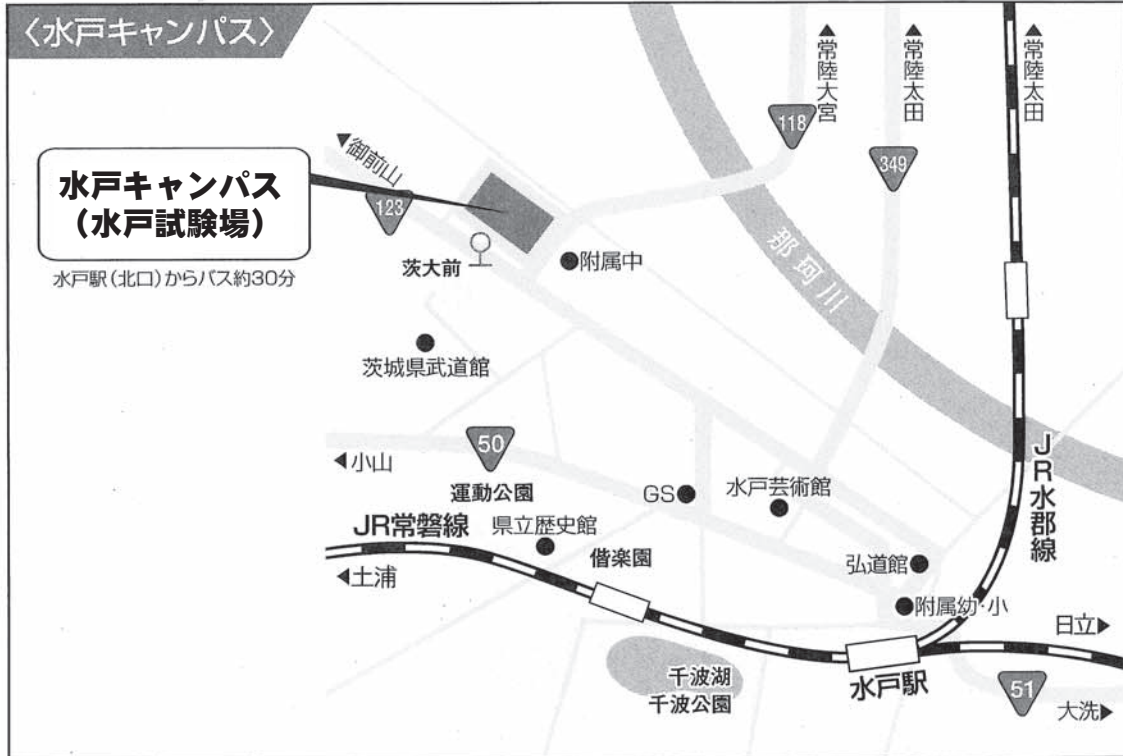 〈水戸キャンパス〉
▲常陸大宮
▲常陸太田
▲常陸太田
118
349
◀御前山
水戸キャンパス
(水戸試験場)
123
水戸駅(北口)からバス約30分
茨大前
●附属中
那珂川
茨城県武道館
50
◀小山
運動公園
GS●
水戸芸術館
JR水郡線
JR常磐線
県立歴史館
偕楽園
◀土浦
弘道館
●附属幼・小
日立▶
千波湖
千波公園
水戸駅
51
大洗▶